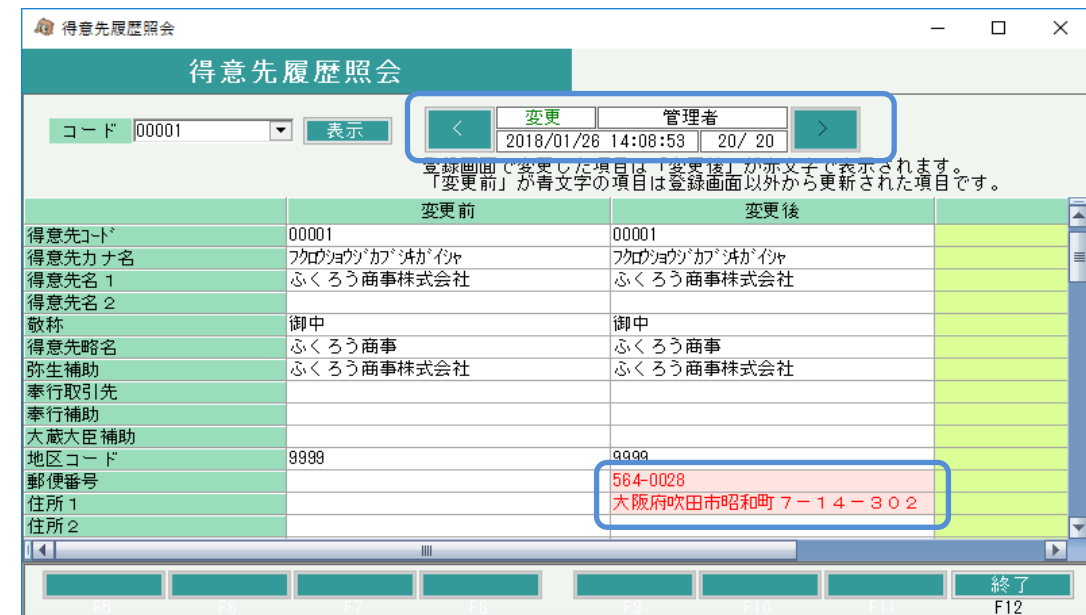 得意先履歴照会
得意先履歴照会
コード 00001 表示
< 変更 管理者 >
2018/01/26 14:08:53 20/ 20
登録画面で変更した項目は「変更後」が赤文字で表示されます。
「変更前」が青文字の項目は登録画面以外から更新された項目です。
変更前 変更後
得意先ｺｰﾄﾞ 00001 00001
得意先カナ名 ﾌｸﾛｳｼｮｳｼﾞｶﾌﾞｼｷｶﾞｲｼャ ﾌｸﾛｳｼｮｳｼﾞｶﾌﾞｼｷｶﾞｲｼャ
得意先名１ ふくろう商事株式会社 ふくろう商事株式会社
得意先名２
敬称 御中 御中
得意先略名 ふくろう商事 ふくろう商事
弥生補助 ふくろう商事株式会社 ふくろう商事株式会社
奉行取引先
奉行補助
大蔵大臣補助
地区コード 9999 9999
郵便番号 564-0028
住所１ 大阪府吹田市昭和町７－１４－３０２
住所２
終了
F5 F6 F7 F8 F9 F10 F11 F12